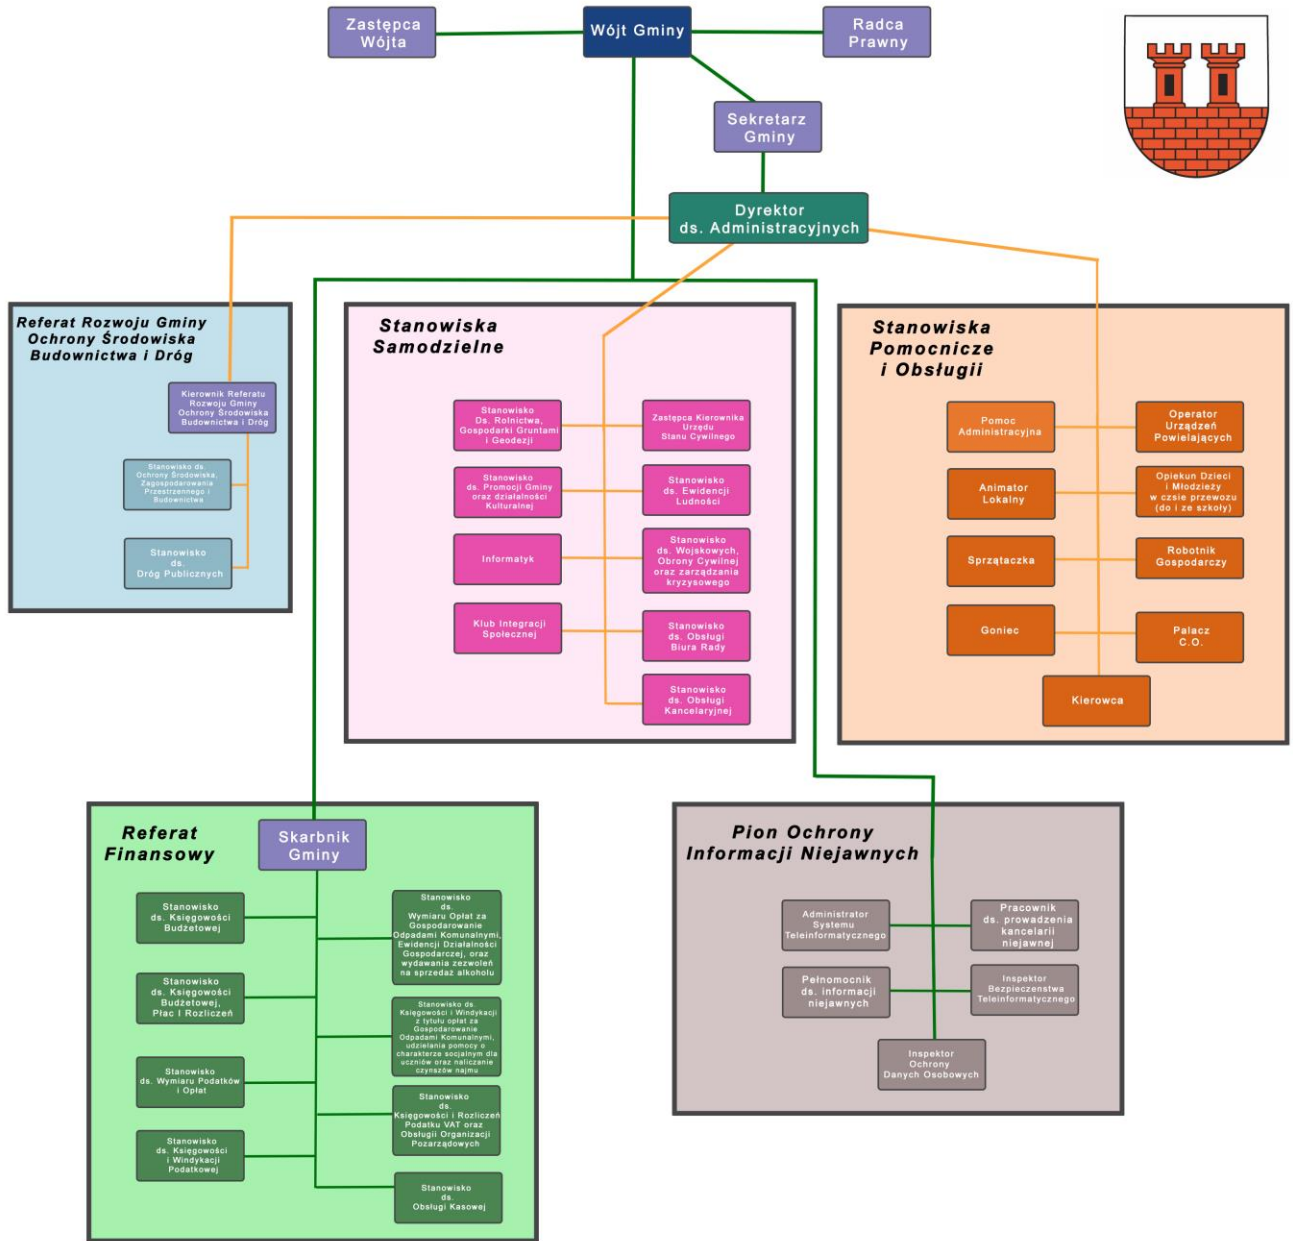 Zastępca
Wójta
Wójt Gminy
Radca
Prawny
Sekretarz
Gminy
Dyrektor
ds. Administracyjnych
Referat Rozwoju Gminy
Ochrony Środowiska
Budownictwa i Dróg
Kierownik Referatu
Rozwoju Gminy
Ochrony Środowiska
Budownictwa i Dróg
Stanowisko ds.
Ochrony Środowiska,
Zagospodarowania
Przestrzennego i
Budownictwa
Stanowisko
ds.
Dróg Publicznych
Stanowiska
Samodzielne
Stanowisko
Ds. Rolnictwa,
Gospodarki Gruntami
i Geodezji
Zastępca Kierownika
Urzędu
Stanu Cywilnego
Stanowisko
ds. Promocji Gminy
oraz działalności
Kulturalnej
Stanowisko
ds. Ewidencji
Ludności
Informatyk
Stanowisko
ds. Wojskowych,
Obrony Cywilnej
oraz zarządzania
kryzysowego
Klub Integracji
Społecznej
Stanowisko
ds. Obsługi
Biura Rady
Stanowisko
ds. Obsługi
Kancelaryjnej
Stanowiska
Pomocnicze
i Obsługii
Pomoc
Administracyjna
Operator
Urządzeń
Powielających
Animator
Lokalny
Opiekun Dzieci
i Młodzieży
w czsie przewozu
(do i ze szkoły)
Sprzątaczka
Robotnik
Gospodarczy
Goniec
Palacz
C.O.
Kierowca
Referat
Finansowy
Skarbnik
Gminy
Stanowisko
ds. Księgowości
Budżetowej
Stanowisko
ds.
Wymiaru Opłat za
Gospodarowanie
Odpadami Komunalnymi,
Ewidencji Działalności
Gospodarczej, oraz
wydawania zezwoleń
na sprzedaż alkoholu
Stanowisko
ds. Księgowości
Budżetowej,
Płac I Rozliczeń
Stanowisko ds.
Księgowości i Windykacji
z tytułu opłat za
Gospodarowanie
Odpadami Komunalnymi,
udzielania pomocy o
charakterze socjalnym dla
uczniów oraz naliczanie
czynszów najmu
Stanowisko
ds. Wymiaru Podatków
i Opłat
Stanowisko
ds.
Księgowości i Rozliczeń
Podatku VAT oraz
Obsługii Organizacji
Pozarządowych
Stanowisko
ds. Księgowości
i Windykacji
Podatkowej
Stanowisko
ds.
Obsługi Kasowej
Pion Ochrony
Informacji Niejawnych
Administrator
Systemu
Teleinformatycznego
Pracownik
ds. prowadzenia
kancelarii
niejawnej
Pełnomocnik
ds. informacji
niejawnych
Inspektor
Bezpieczenstwa
Teleinformatycznego
Inspektor
Ochrony
Danych Osobowych